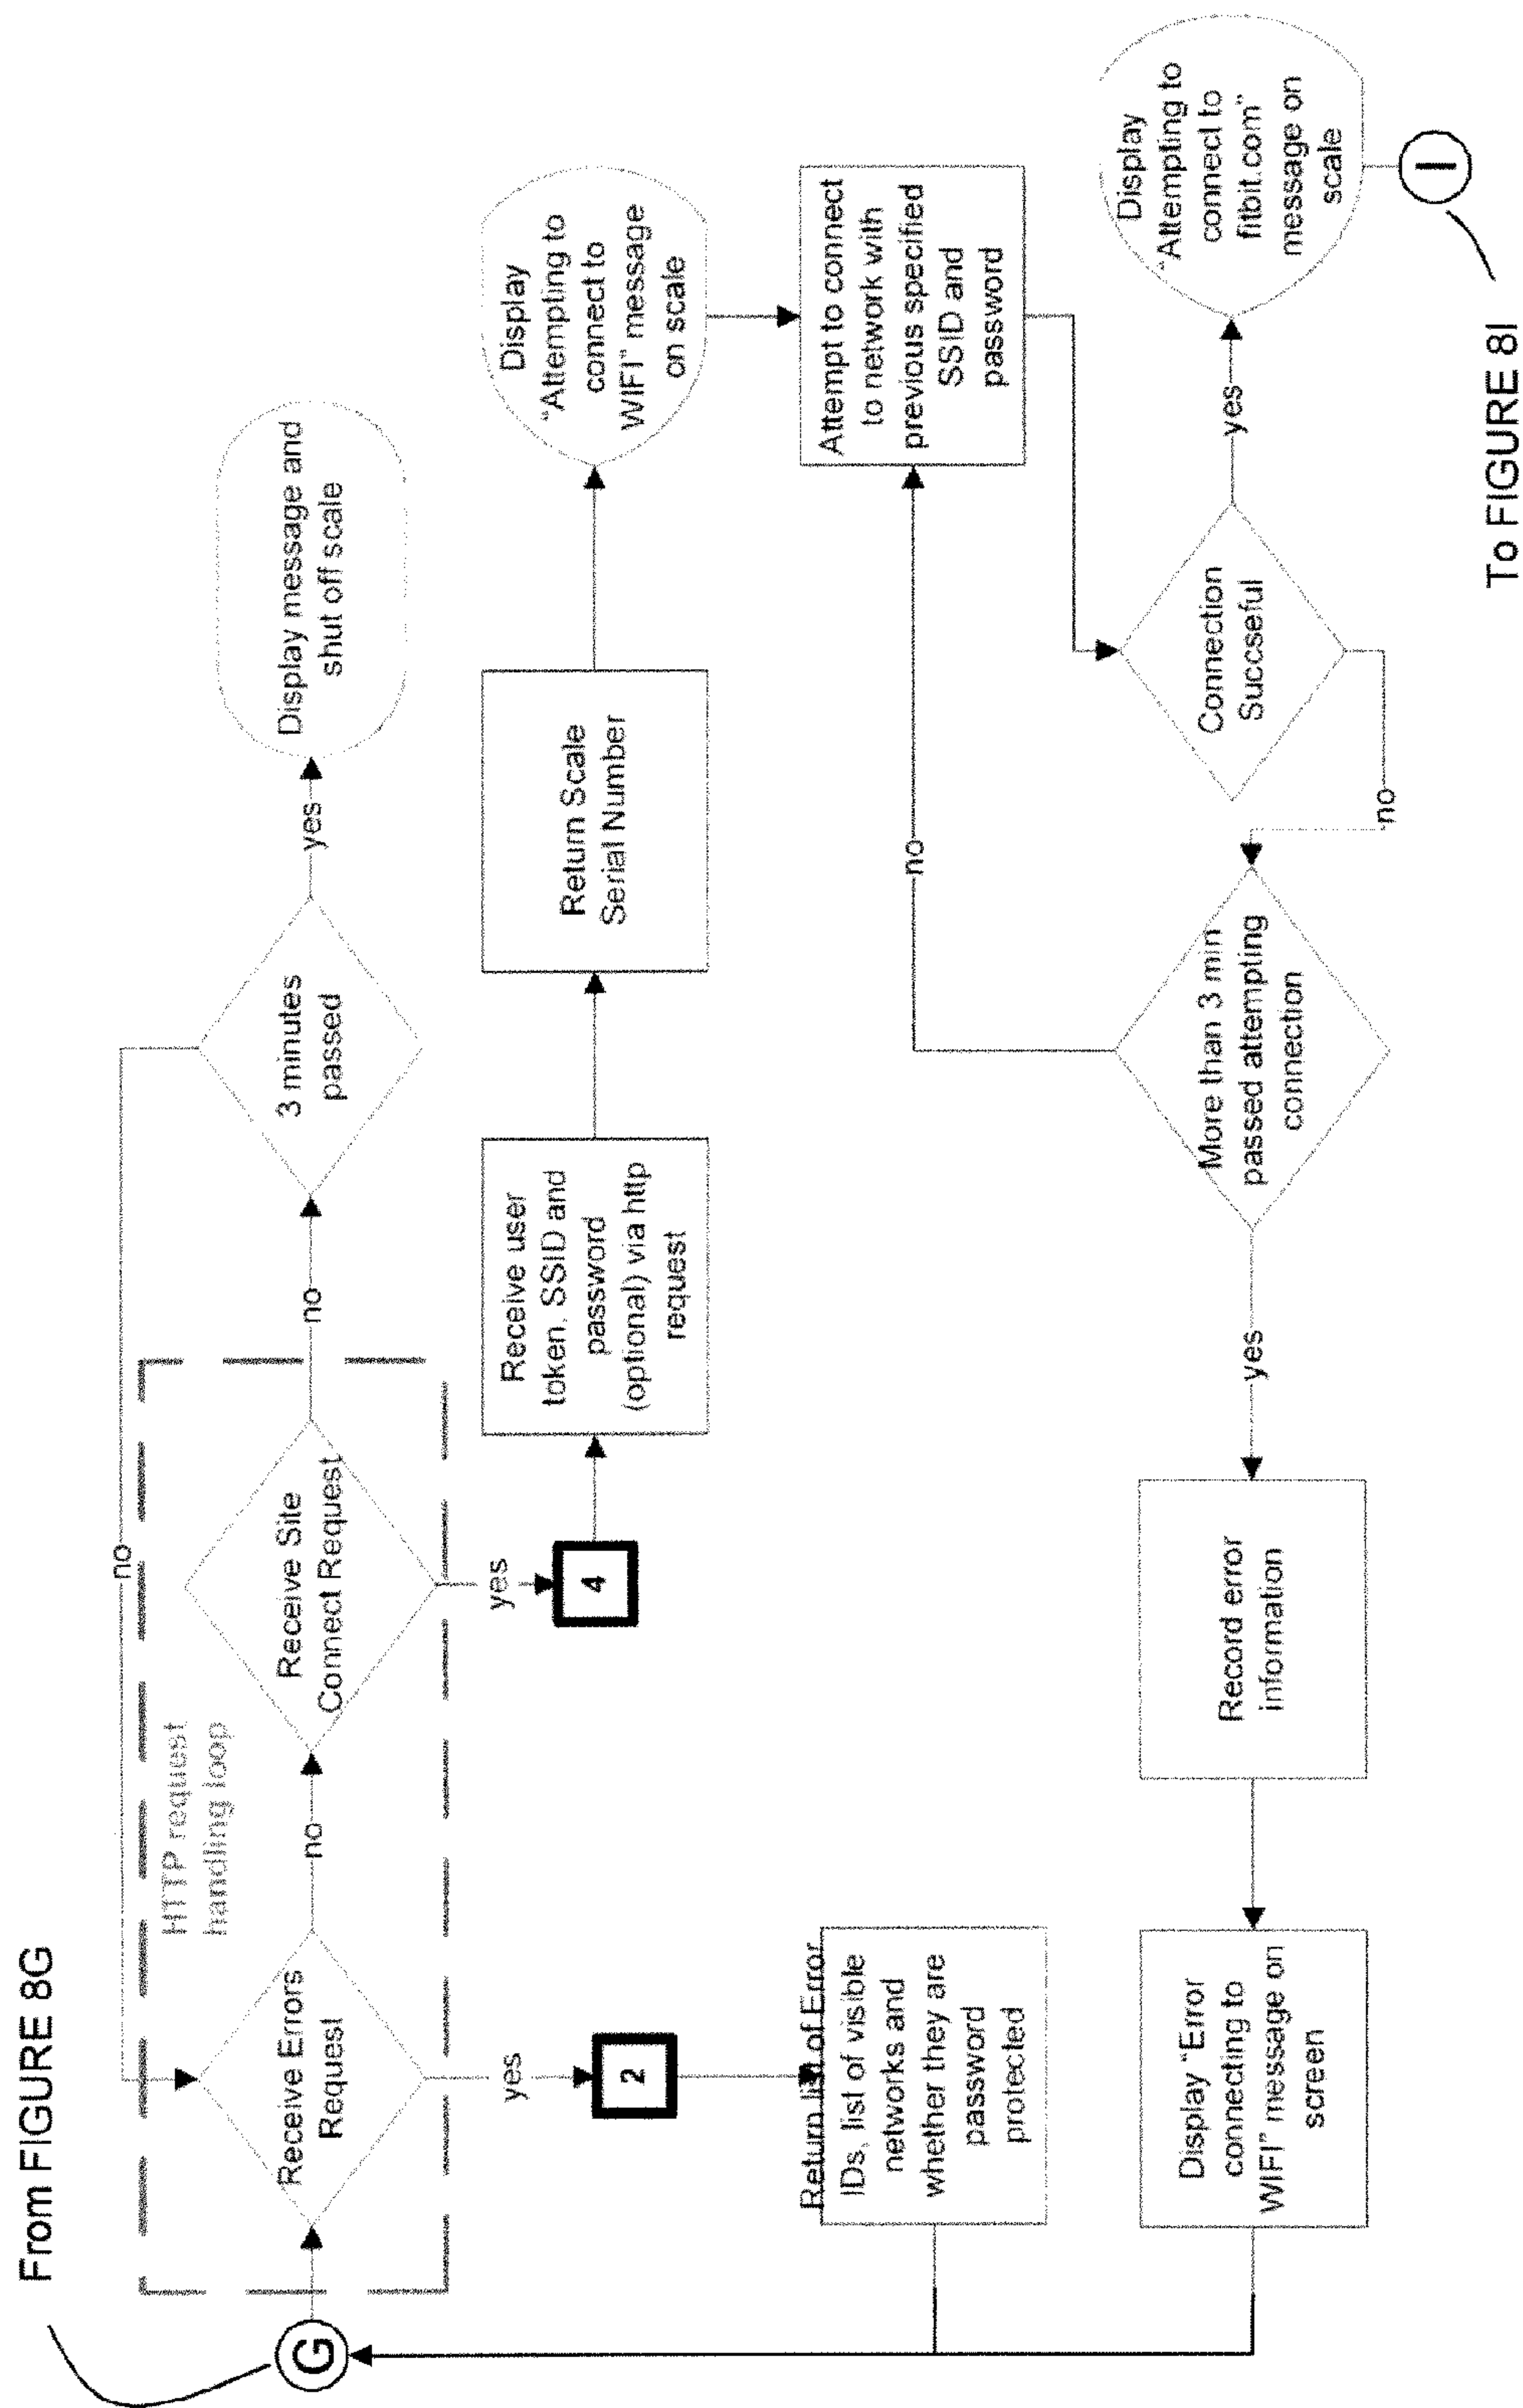 From FIGURE 8G
G
HTTP request
handling loop
Receive Errors
Request
no
Receive Site
Connect Request
no
3 minutes
passed
yes
Display message and
shut off scale
no
yes
2
yes
4
Receive user
token, SSID and
password
(optional) via http
request
Return Scale
Serial Number
Display
"Attempting to
connect to
WIFI" message
on scale
Return list of Error
IDs, list of visible
networks and
whether they are
password
protected
Attempt to connect
to network with
previous specified
SSID and
password
no
Connection
Succseful
yes
Display
"Attempting to
connect to
fitbit.com"
message on
scale
no
More than 3 min
passed attempting
connection
yes
Record error
information
Display "Error
connecting to
WIFI" message on
screen
I
To FIGURE 8I